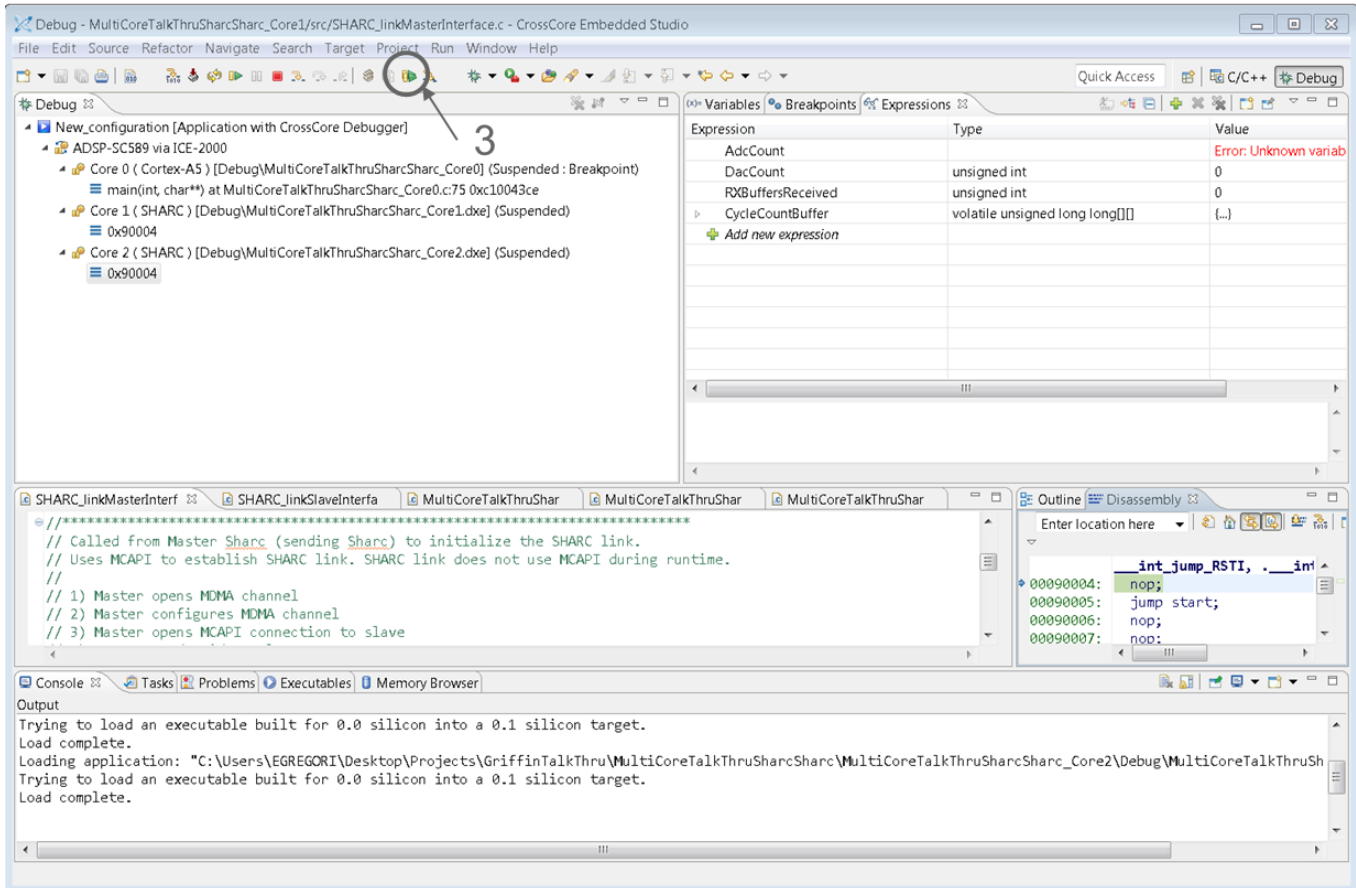 Debug - MultiCoreTalkThruSharcSharc_Core1/src/SHARC_linkMasterInterface.c - CrossCore Embedded Studio
File Edit Source Refactor Navigate Search Target Project Run Window Help
Quick Access C/C++ Debug
3
Debug
New_configuration [Application with CrossCore Debugger]
ADSP-SC589 via ICE-2000
Core 0 ( Cortex-A5 ) [Debug\MultiCoreTalkThruSharcSharc_Core0] (Suspended : Breakpoint)
main(int, char**) at MultiCoreTalkThruSharcSharc_Core0.c:75 0xc10043ce
Core 1 ( SHARC ) [Debug\MultiCoreTalkThruSharcSharc_Core1.dxe] (Suspended)
0x90004
Core 2 ( SHARC ) [Debug\MultiCoreTalkThruSharcSharc_Core2.dxe] (Suspended)
0x90004
(x)= Variables Breakpoints Expressions
Expression Type Value
AdcCount Error: Unknown variab
DacCount unsigned int 0
RXBuffersReceived unsigned int 0
CycleCountBuffer volatile unsigned long long[][] {...}
Add new expression
SHARC_linkMasterInterf SHARC_linkSlaveInterfa MultiCoreTalkThruShar MultiCoreTalkThruShar MultiCoreTalkThruShar
//******************************************************************************
// Called from Master Sharc (sending Sharc) to initialize the SHARC link.
// Uses MCAPI to establish SHARC link. SHARC link does not use MCAPI during runtime.
//
// 1) Master opens MDMA channel
// 2) Master configures MDMA channel
// 3) Master opens MCAPI connection to slave
Outline Disassembly
Enter location here
___int_jump_RSTI, .___int
00090004: nop;
00090005: jump start;
00090006: nop;
00090007: nop;
Console Tasks Problems Executables Memory Browser
Output
Trying to load an executable built for 0.0 silicon into a 0.1 silicon target.
Load complete.
Loading application: "C:\Users\EGREGORI\Desktop\Projects\GriffinTalkThru\MultiCoreTalkThruSharcSharc\MultiCoreTalkThruSharcSharc_Core2\Debug\MultiCoreTalkThruSh
Trying to load an executable built for 0.0 silicon into a 0.1 silicon target.
Load complete.